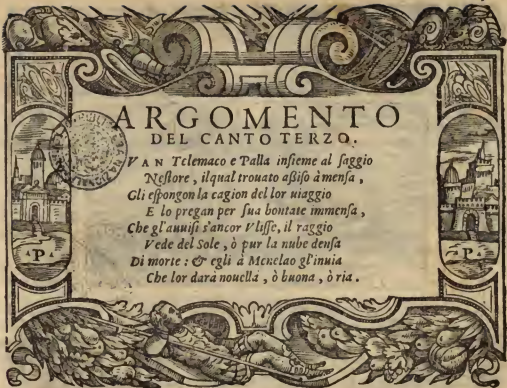 ARGOMENTO
DEL CANTO TERZO.
VAN Telemaco e Palla inſieme al ſaggio
Neſtore, ilqual trouato aßiſo à menſa,
Gli eſpongon la cagion del lor uiaggio
E lo pregan per ſua bontate immenſa,
Che gl'auuiſi s'ancor Vliſſe, il raggio
Vede del Sole, ò pur la nube denſa
Di morte: & egli à Menelao gl'inuia
Che lor dara nouella, ò buona, ò ria.
P
P